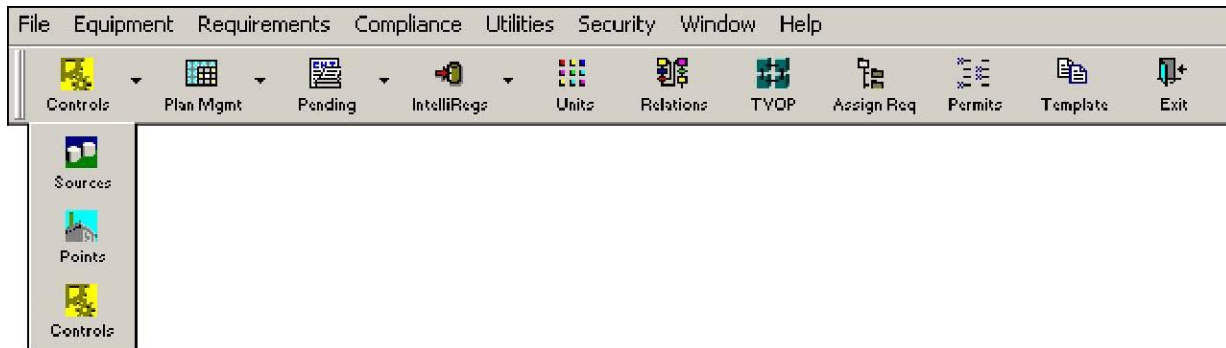 File Equipment Requirements Compliance Utilities Security Window Help
Controls Plan Mgmt Pending IntelliRegs Units Relations TVOP Assign Req Permits Template Exit
Sources
Points
Controls